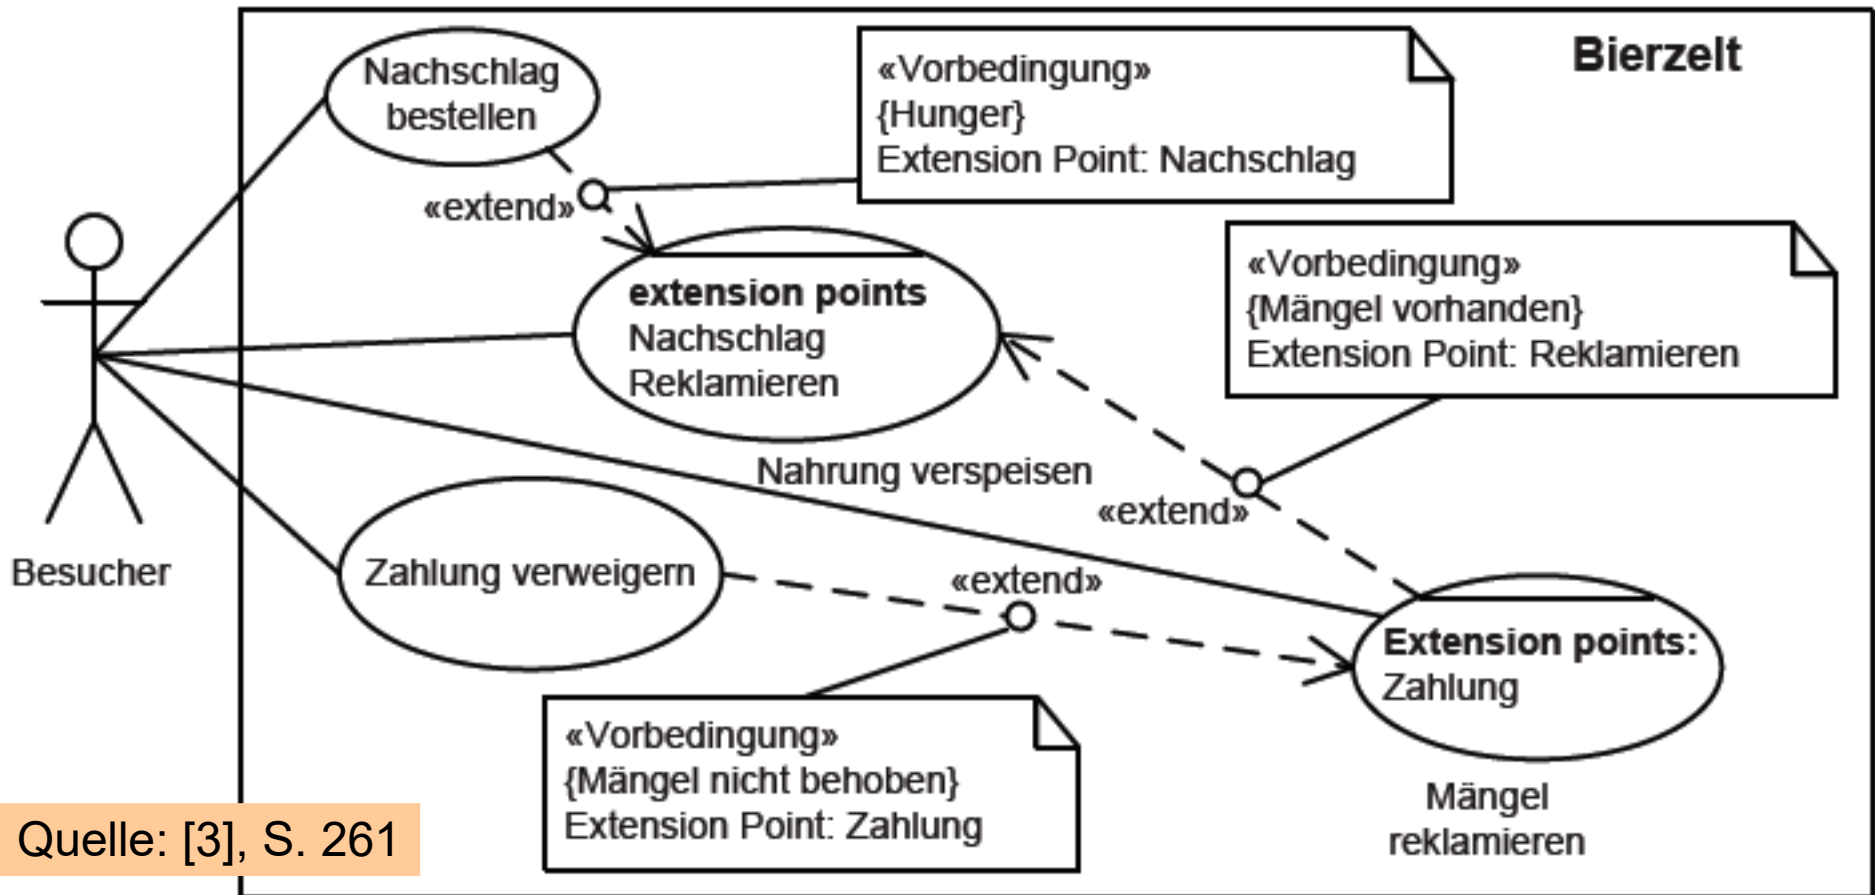 Bierzelt
Nachschlag
bestellen
«Vorbedingung»
{Hunger}
Extension Point: Nachschlag
«extend»
«Vorbedingung»
{Mängel vorhanden}
Extension Point: Reklamieren
extension points
Nachschlag
Reklamieren
Nahrung verspeisen
«extend»
Besucher
Zahlung verweigern
«extend»
Extension points:
Zahlung
«Vorbedingung»
{Mängel nicht behoben}
Extension Point: Zahlung
Mängel
reklamieren
Quelle: [3], S. 261